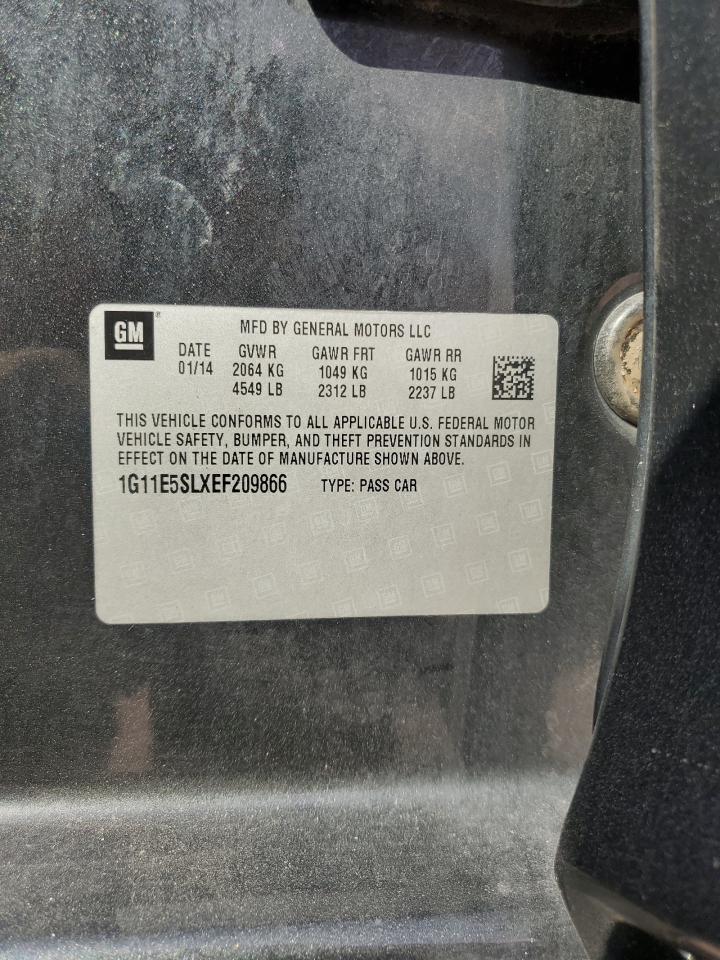 GM ®
MFD BY GENERAL MOTORS LLC
DATE GVWR GAWR FRT GAWR RR
01/14 2064 KG 1049 KG 1015 KG
4549 LB 2312 LB 2237 LB
THIS VEHICLE CONFORMS TO ALL APPLICABLE U.S. FEDERAL MOTOR
VEHICLE SAFETY, BUMPER, AND THEFT PREVENTION STANDARDS IN
EFFECT ON THE DATE OF MANUFACTURE SHOWN ABOVE.
1G11E5SLXEF209866 TYPE: PASS CAR